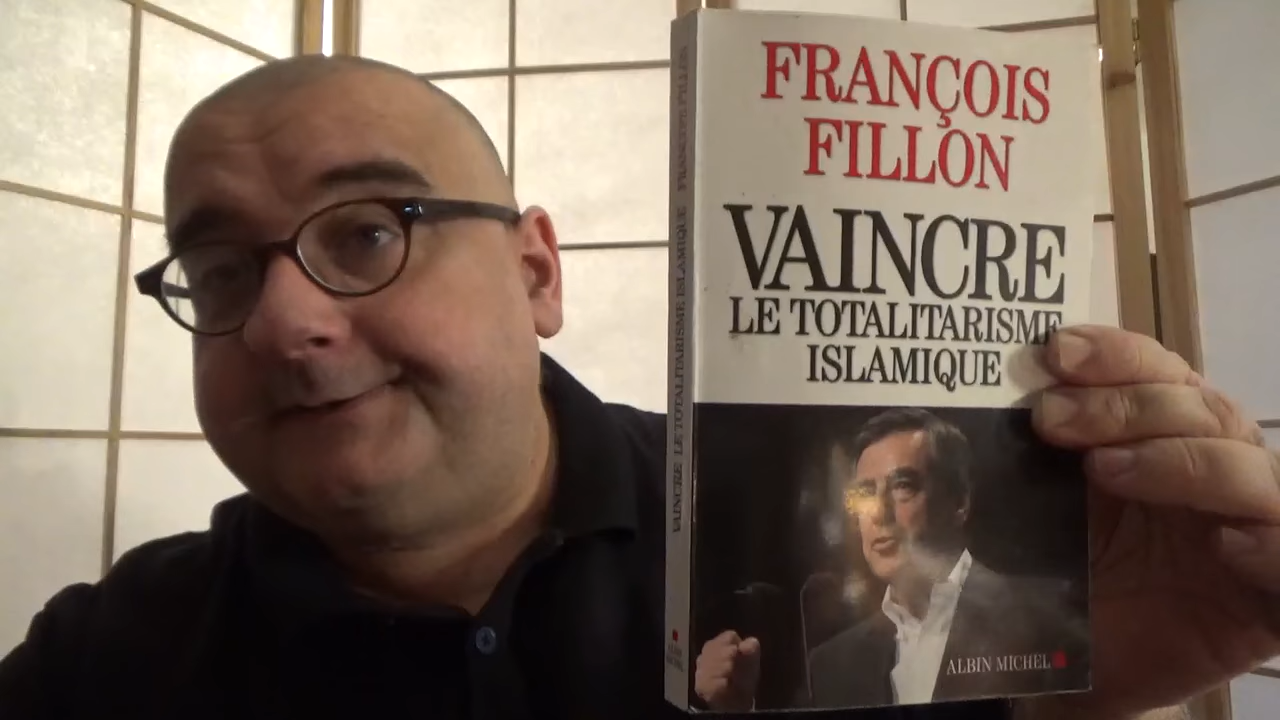 FRANÇOIS
FILLON
VAINCRE
LE TOTALITARISME
ISLAMIQUE
ALBIN MICHEL
VAINCRE LE TOTALITARISME ISLAMIQUE FRANÇOIS FILLON